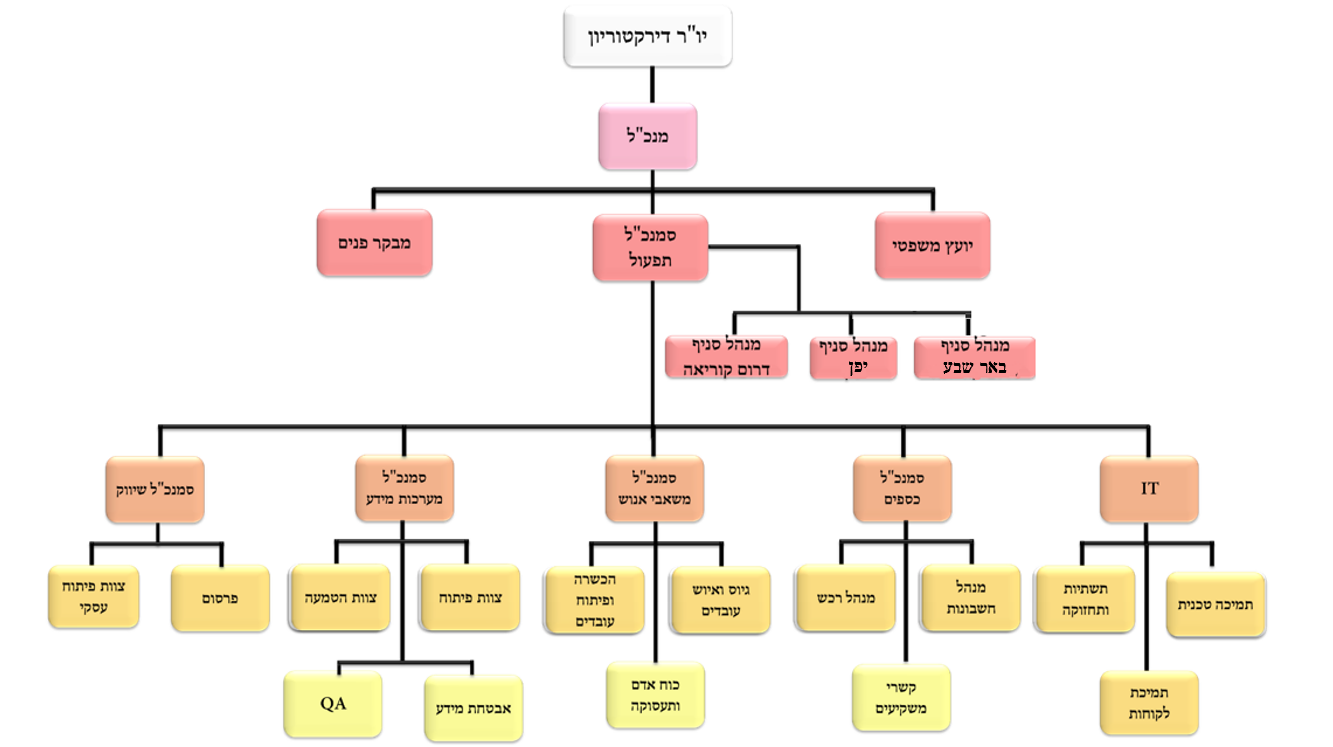 יו"ר דירקטוריון
מנכ"ל
יועץ משפטי
סמנכ"ל
תפעול
מבקר פנים
מנהל סניף
באר שבע
מנהל סניף
יפן
מנהל סניף
דרום קוריאה
IT
סמנכ"ל
כספים
סמנכ"ל
משאבי אנוש
סמנכ"ל
מערכות מידע
סמנכ"ל שיווק
תמיכה טכנית
תשתיות
ותחזוקה
מנהל
חשבונות
מנהל רכש
גיוס ואיוש
עובדים
הכשרה
ופיתוח
עובדים
צוות פיתוח
צוות הטמעה
פרסום
צוות פיתוח
עסקי
תמיכת
לקוחות
קשרי
משקיעים
כוח אדם
ותעסוקה
אבטחת מידע
QA